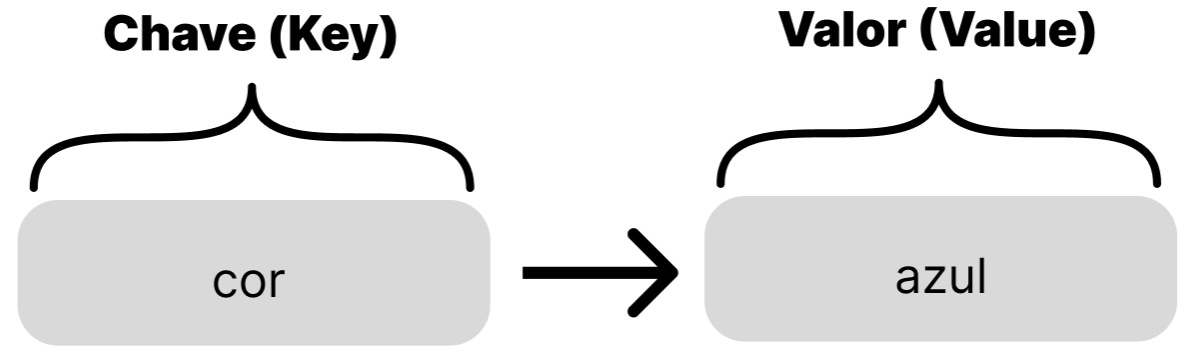 Chave (Key)
Valor (Value)
cor
azul